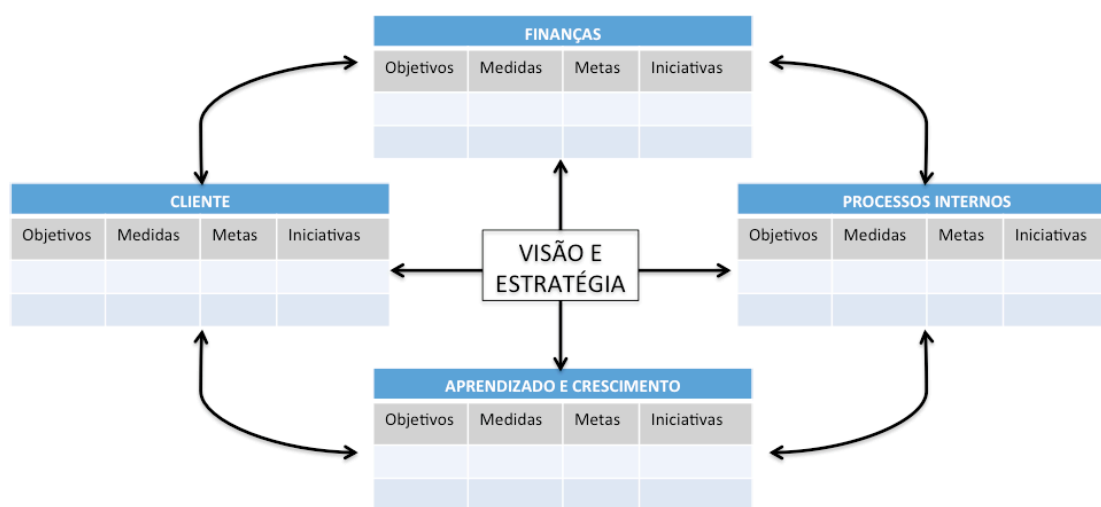 FINANÇAS
Objetivos Medidas Metas Iniciativas
CLIENTE
Objetivos Medidas Metas Iniciativas
VISÃO E
ESTRATÉGIA
PROCESSOS INTERNOS
Objetivos Medidas Metas Iniciativas
APRENDIZADO E CRESCIMENTO
Objetivos Medidas Metas Iniciativas